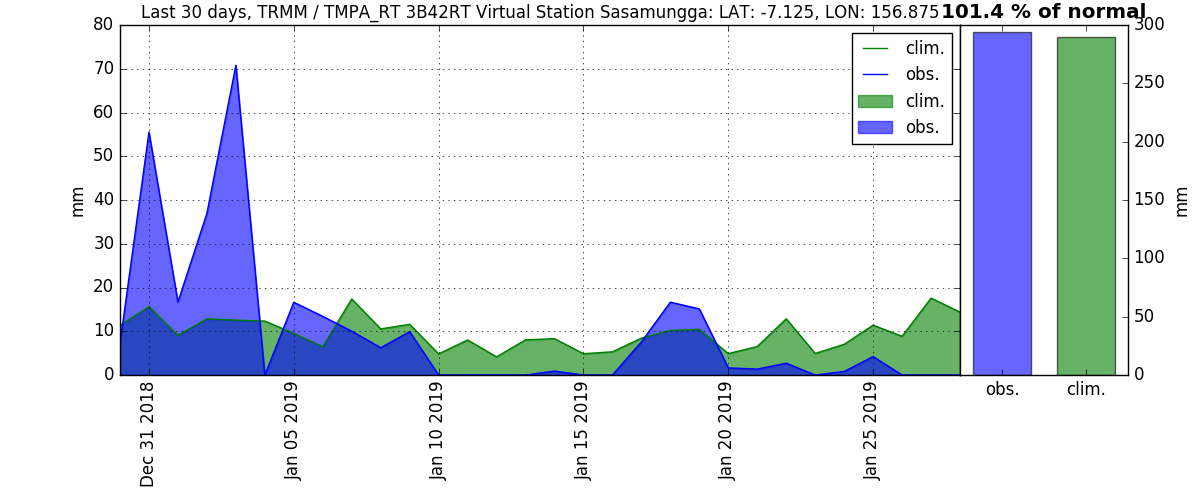 Last 30 days, TRMM / TMPA_RT 3B42RT Virtual Station Sasamungga: LAT: -7.125, LON: 156.875
101.4 % of normal
80
70
60
50
40
30
20
10
0
mm
clim.
obs.
clim.
obs.
Dec 31 2018
Jan 05 2019
Jan 10 2019
Jan 15 2019
Jan 20 2019
Jan 25 2019
300
250
200
150
100
50
0
mm
obs.
clim.